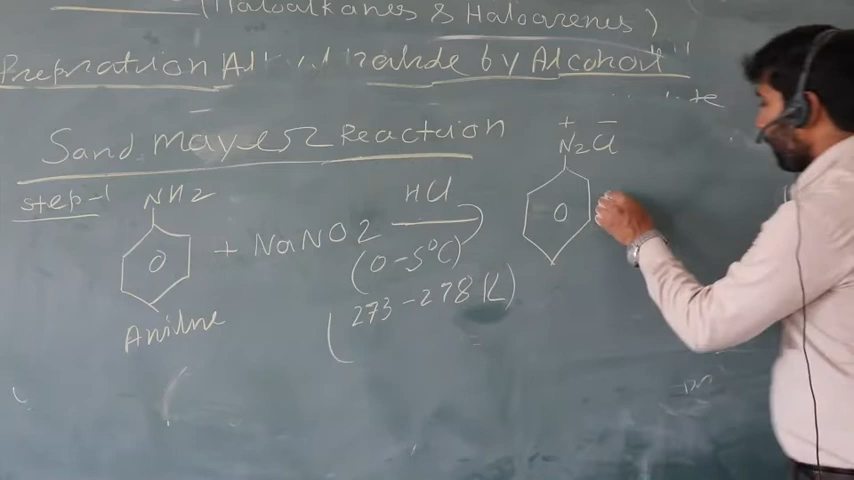 (Haloalkanes & Haloarenes)
Preparation Alkyl halide by Alcohol
Sand mayer Reaction
step-1
NH2
+ NaNO2
HCl
(0-5°C)
(273-278 K)
Aniline
+ -
N2Cl